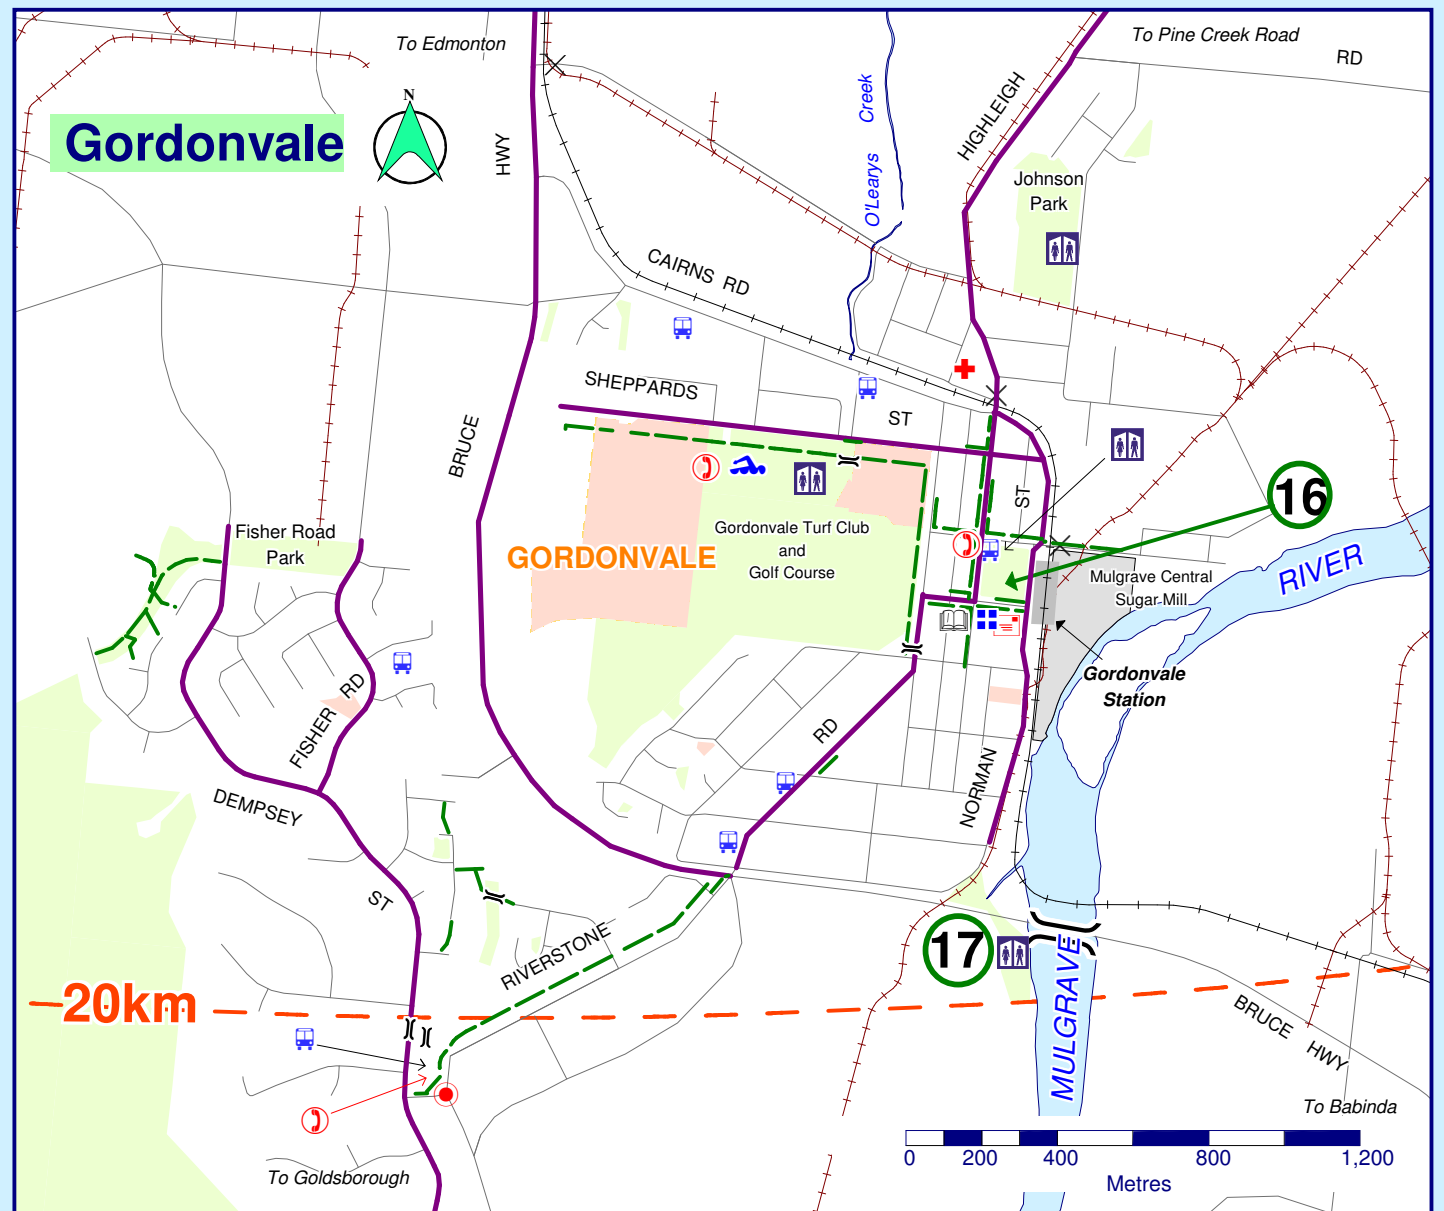 To Edmonton
To Pine Creek Road
RD
Gordonvale
N
HWY
O'Learys Creek
HIGHLEIGH
Johnson
Park
CAIRNS RD
SHEPPARDS
ST
BRUCE
ST
16
Fisher Road
Park
GORDONVALE
Gordonvale Turf Club
and
Golf Course
Mulgrave Central
Sugar Mill
RIVER
Gordonvale
Station
FISHER RD
RD
NORMAN
DEMPSEY
ST
RIVERSTONE
17
MULGRAVE
20km
BRUCE HWY
To Babinda
To Goldsborough
0 200 400 800 1,200
Metres